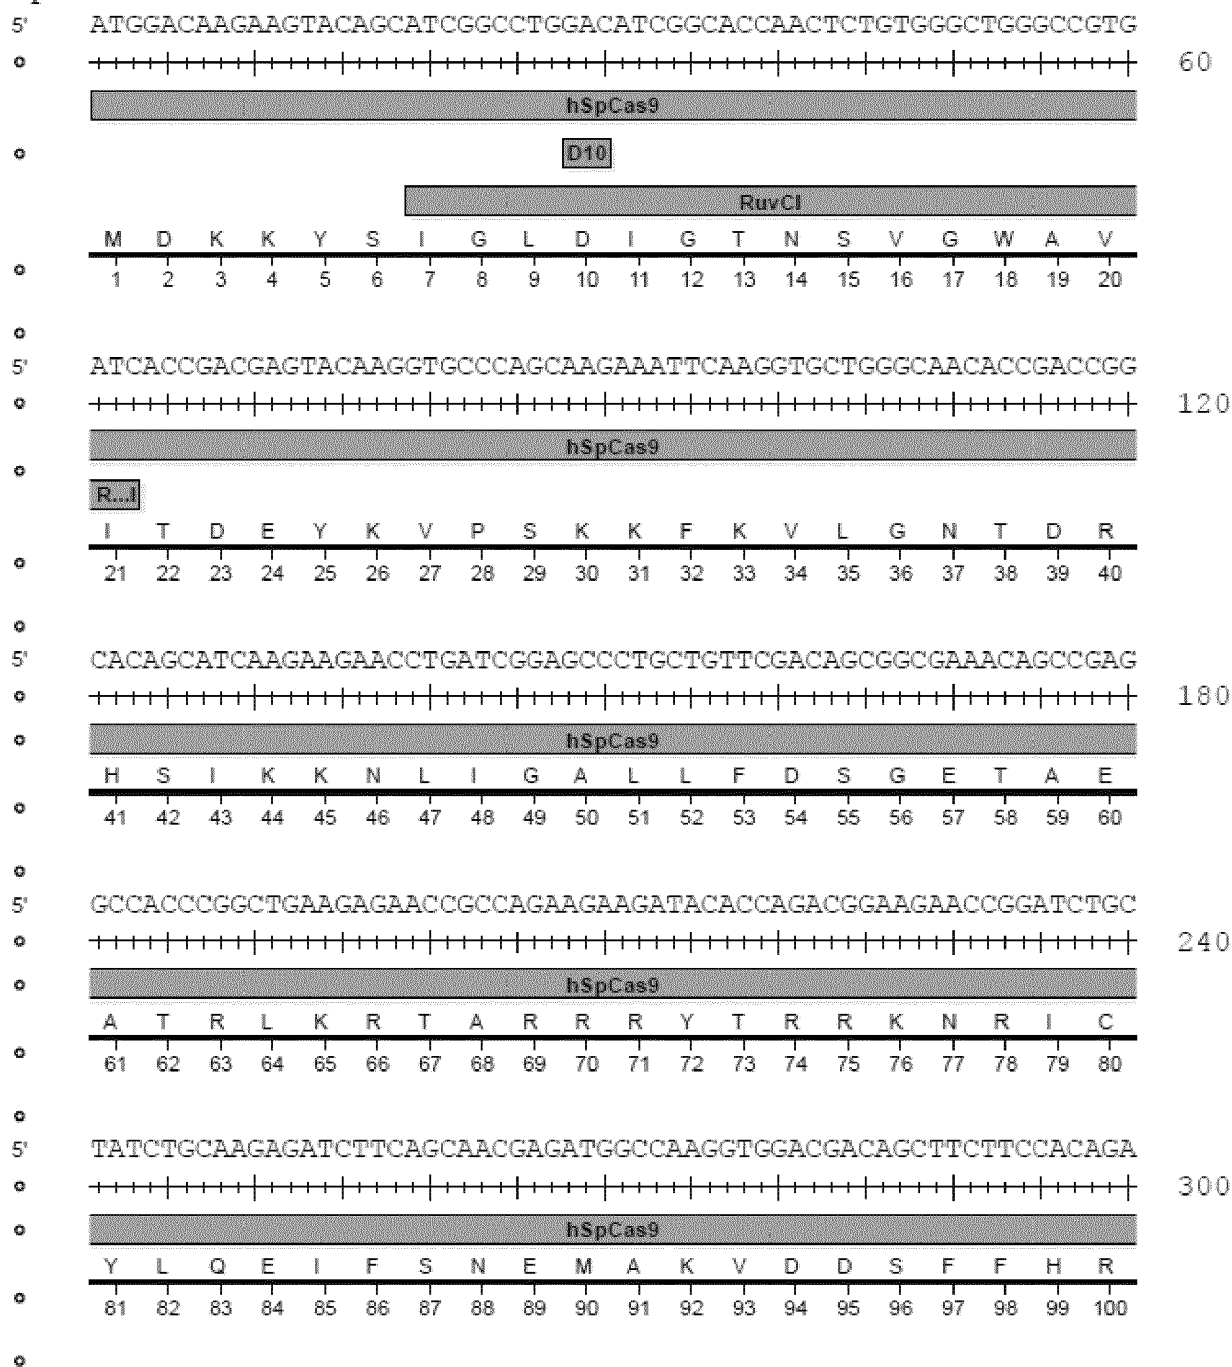 5' ATGGACAAGAAGTACAGCATCGGCCTGGACATCGGCACCAACTCTGTGGGCTGGGCCGTG
60
hSpCas9
D10
RuvCI
M D K K Y S I G L D I G T N S V G W A V
1 2 3 4 5 6 7 8 9 10 11 12 13 14 15 16 17 18 19 20
5' ATCACCGACGAGTACAAGGTGCCCAGCAAGAAATTCAAGGTGCTGGGCAACACCGACCGG
120
hSpCas9
R...I
I T D E Y K V P S K K F K V L G N T D R
21 22 23 24 25 26 27 28 29 30 31 32 33 34 35 36 37 38 39 40
5' CACAGCATCAAGAAGAACCTGATCGGAGCCCTGCTGTTCGACAGCGGCGAAACAGCCGAG
180
hSpCas9
H S I K K N L I G A L L F D S G E T A E
41 42 43 44 45 46 47 48 49 50 51 52 53 54 55 56 57 58 59 60
5' GCCACCCGGCTGAAGAGAACCGCCAGAAGAAGATACACCAGACGGAAGAACCGGATCTGC
240
hSpCas9
A T R L K R T A R R R Y T R R K N R I C
61 62 63 64 65 66 67 68 69 70 71 72 73 74 75 76 77 78 79 80
5' TATCTGCAAGAGATCTTCAGCAACGAGATGGCCAAGGTGGACGACAGCTTCTTCCACAGA
300
hSpCas9
Y L Q E I F S N E M A K V D D S F F H R
81 82 83 84 85 86 87 88 89 90 91 92 93 94 95 96 97 98 99 100